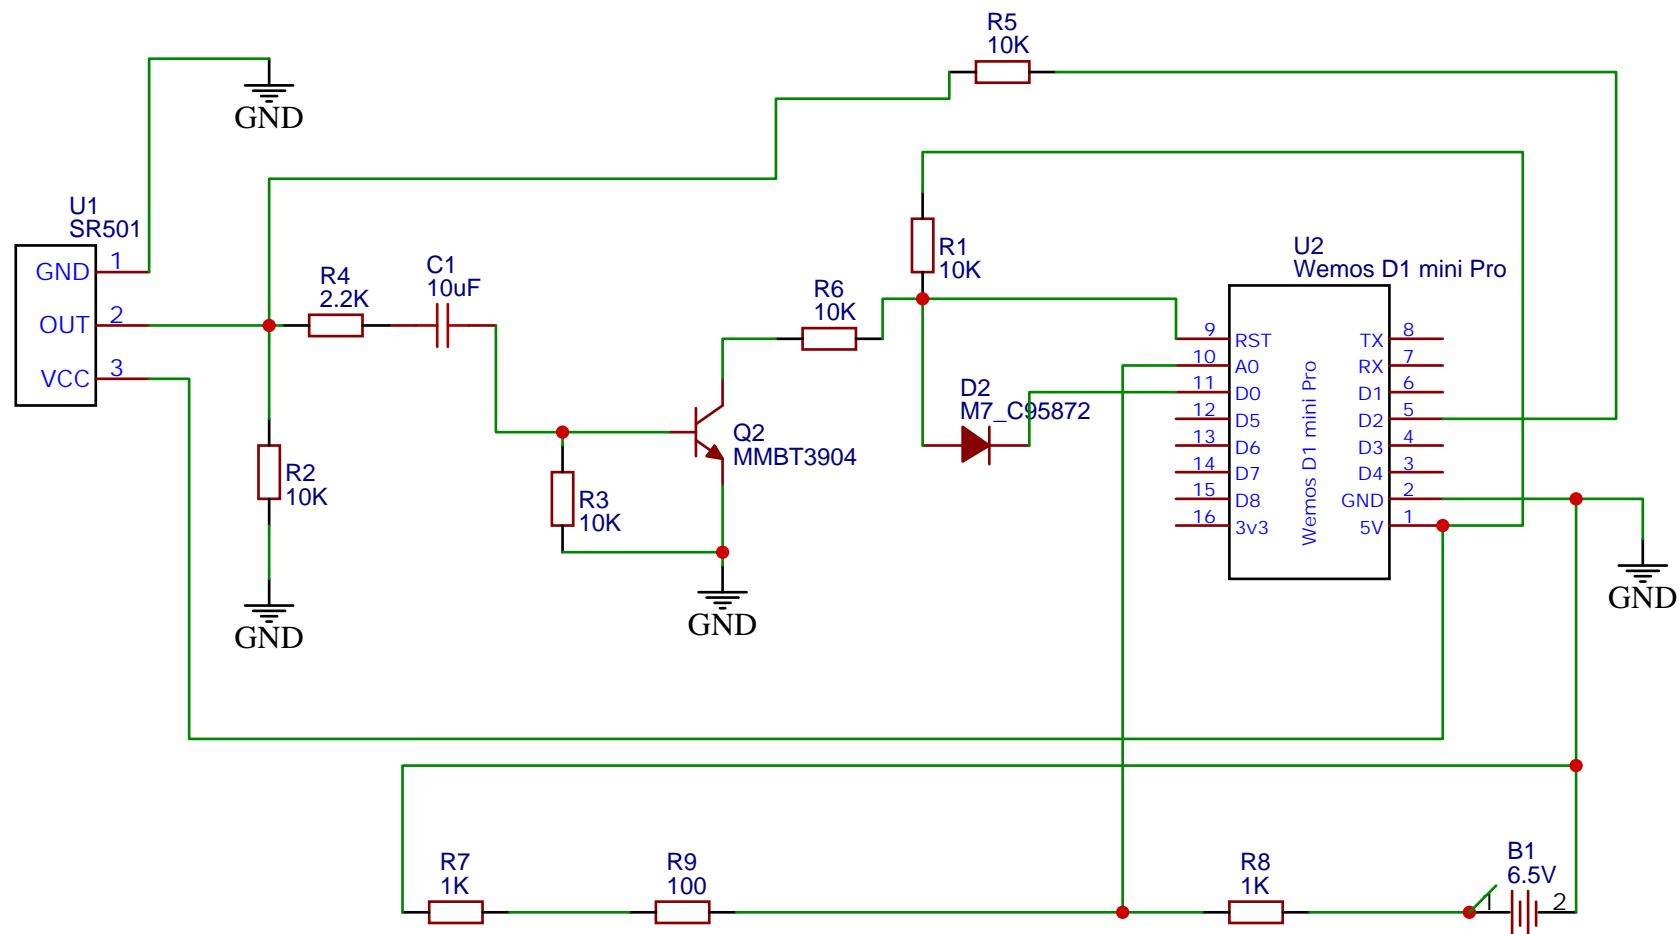 R5
10K
GND
U1
SR501
GND 1
OUT 2
VCC 3
R4
2.2K
C1
10uF
R6
10K
R1
10K
U2
Wemos D1 mini Pro
9 RST
10 A0
11 D0
12 D5
13 D6
14 D7
15 D8
16 3v3
Wemos D1 mini Pro
TX 8
RX 7
D1 6
D2 5
D3 4
D4 3
GND 2
5V 1
D2
M7_C95872
Q2
MMBT3904
R2
10K
R3
10K
GND
GND
GND
R7
1K
R9
100
R8
1K
B1
6.5V
1 2